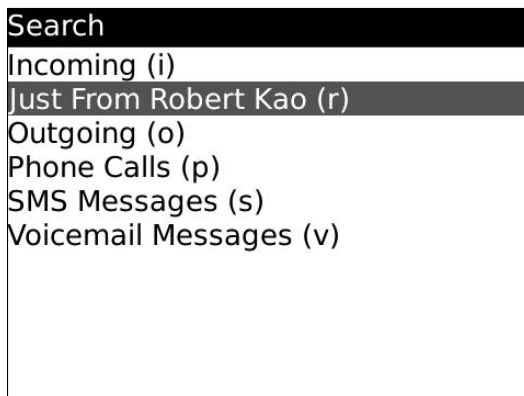 Search
Incoming (i)
Just From Robert Kao (r)
Outgoing (o)
Phone Calls (p)
SMS Messages (s)
Voicemail Messages (v)